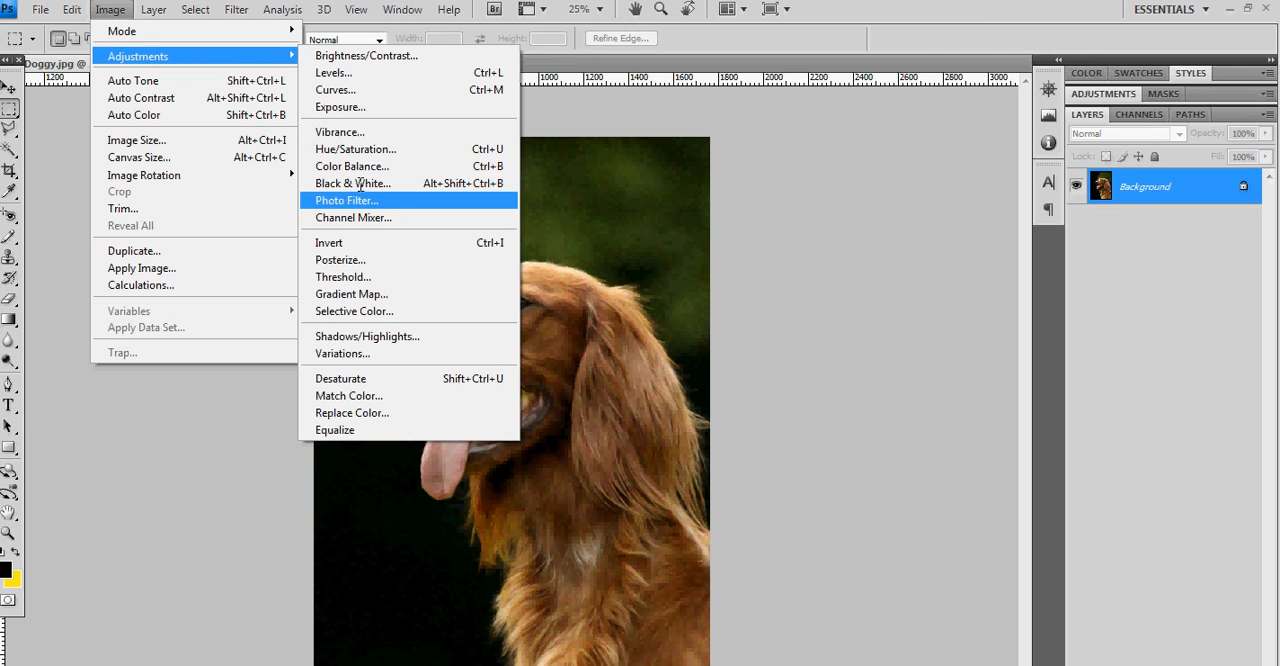 Ps File Edit Image Layer Select Filter Analysis 3D View Window Help Br 25% ESSENTIALS
Normal Width: Height: Refine Edge...
Doggy.jpg @
1200 1000 1200 1400 1600 1800 2000 2200 2400 2600 2800 3000
Mode
Adjustments
Auto Tone Shift+Ctrl+L
Auto Contrast Alt+Shift+Ctrl+L
Auto Color Shift+Ctrl+B
Image Size... Alt+Ctrl+I
Canvas Size... Alt+Ctrl+C
Image Rotation
Crop
Trim...
Reveal All
Duplicate...
Apply Image...
Calculations...
Variables
Apply Data Set...
Trap...
Brightness/Contrast...
Levels... Ctrl+L
Curves... Ctrl+M
Exposure...
Vibrance...
Hue/Saturation... Ctrl+U
Color Balance... Ctrl+B
Black & White... Alt+Shift+Ctrl+B
Photo Filter...
Channel Mixer...
Invert Ctrl+I
Posterize...
Threshold...
Gradient Map...
Selective Color...
Shadows/Highlights...
Variations...
Desaturate Shift+Ctrl+U
Match Color...
Replace Color...
Equalize
COLOR SWATCHES STYLES
ADJUSTMENTS MASKS
LAYERS CHANNELS PATHS
Normal Opacity: 100%
Lock: Fill: 100%
Background